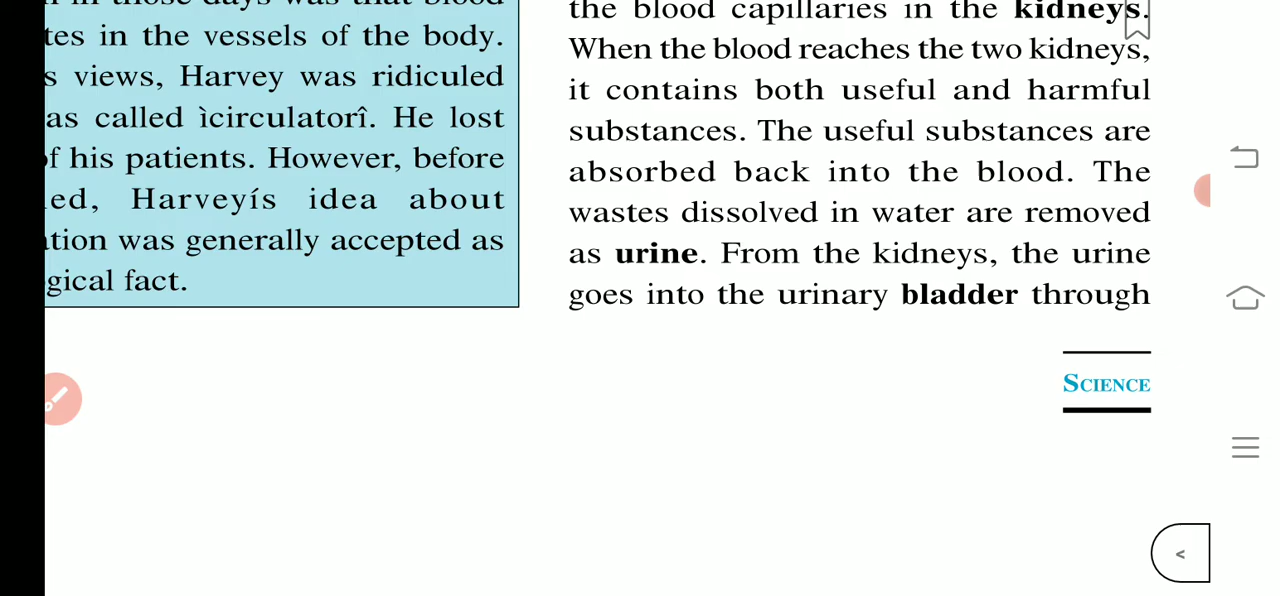 tes in the vessels of the body.
s views, Harvey was ridiculed
as called ìcirculatorî. He lost
of his patients. However, before
Harveyís idea about
was generally accepted as
gical fact.
the blood capillaries in the kidneys.
When the blood reaches the two kidneys,
it contains both useful and harmful
substances. The useful substances are
absorbed back into the blood. The
wastes dissolved in water are removed
as urine. From the kidneys, the urine
goes into the urinary bladder through
SCIENCE
<